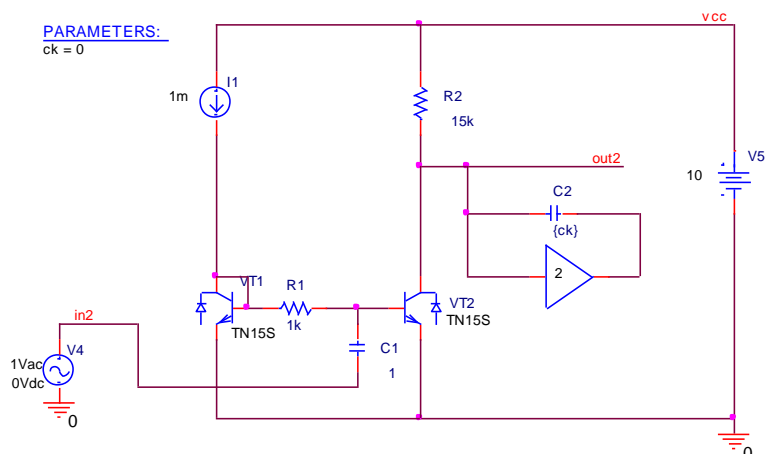 PARAMETERS:
ck = 0
vcc
I1
1m
R2
15k
out2
V5
10
C2
{ck}
2
VT1
R1
1k
TN15S
VT2
TN15S
in2
V4
1Vac
0Vdc
C1
1
0
0